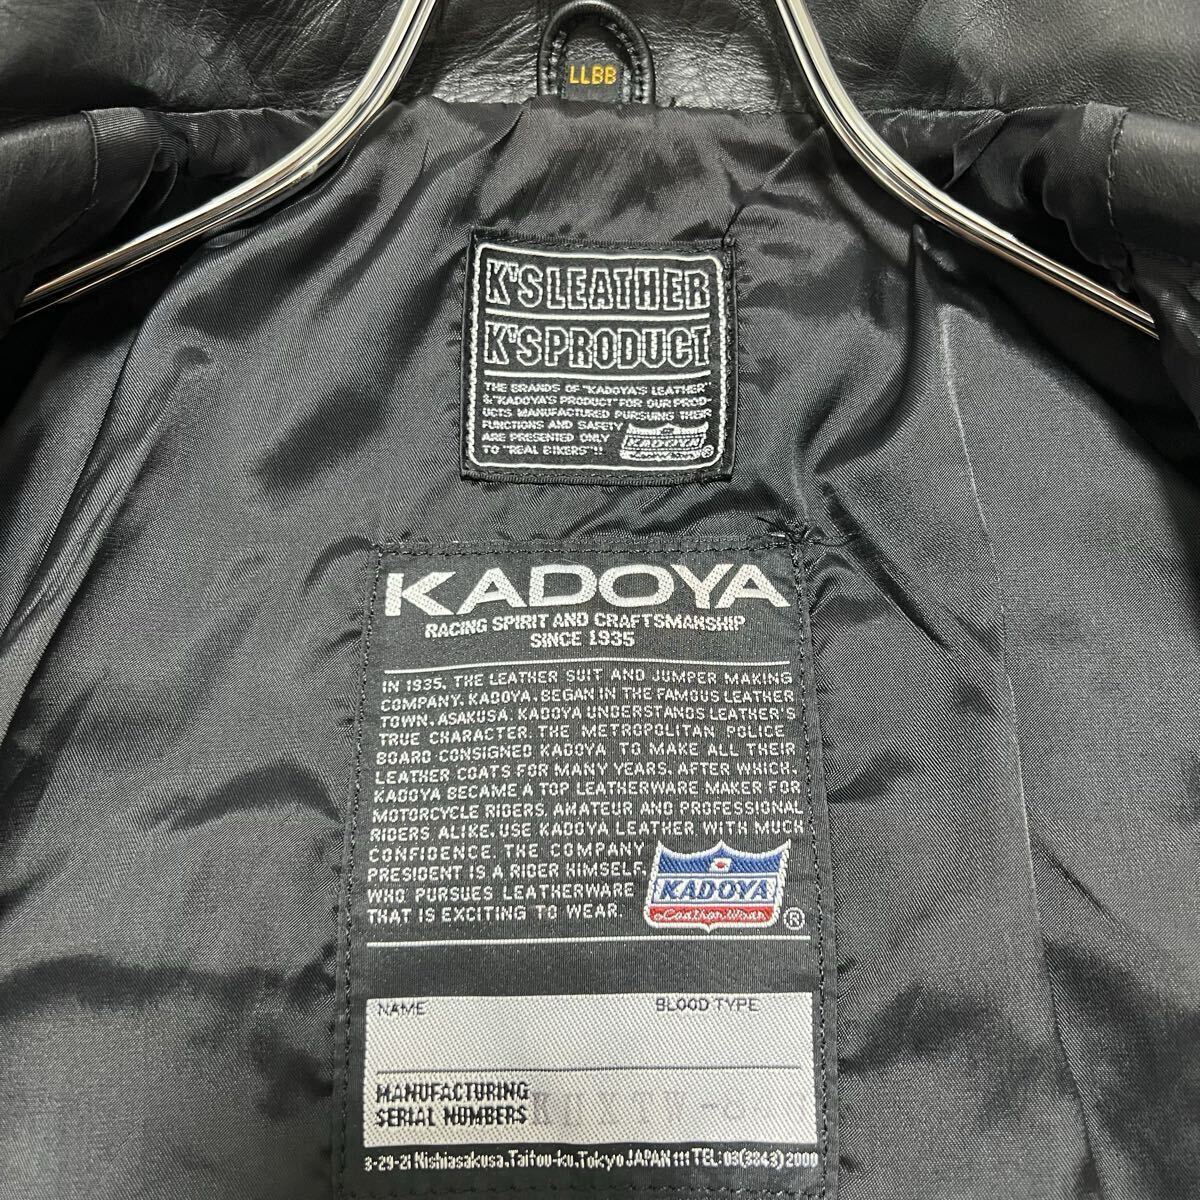 LLBB
K'S LEATHER
K'S PRODUCT
THE BRANDS OF "KADOYA'S LEATHER"
& "KADOYA'S PRODUCT" FOR OUR PROD-
UCTS MANUFACTURED PURSUING THEIR
FUNCTIONS AND SAFETY
ARE PRESENTED ONLY
TO "REAL BIKERS"!!
KADOYA
®
KADOYA
RACING SPIRIT AND CRAFTSMANSHIP
SINCE 1935
IN 1935, THE LEATHER SUIT AND JUMPER MAKING
COMPANY, KADOYA, BEGAN IN THE FAMOUS LEATHER
TOWN, ASAKUSA. KADOYA UNDERSTANDS LEATHER'S
TRUE CHARACTER. THE METROPOLITAN POLICE
BOARD CONSIGNED KADOYA TO MAKE ALL THEIR
LEATHER COATS FOR MANY YEARS. AFTER WHICH,
KADOYA BECAME A TOP LEATHERWARE MAKER FOR
MOTORCYCLE RIDERS. AMATEUR AND PROFESSIONAL
RIDERS ALIKE, USE KADOYA LEATHER WITH MUCH
CONFIDENCE. THE COMPANY
PRESIDENT IS A RIDER HIMSELF,
WHO PURSUES LEATHERWARE
THAT IS EXCITING TO WEAR.
KADOYA
Leather Wear
®
NAME BLOOD TYPE
MANUFACTURING
SERIAL NUMBERS
3-29-21 Nishiasakusa, Taitou-ku, Tokyo JAPAN 111 TEL: 03(3843)2000